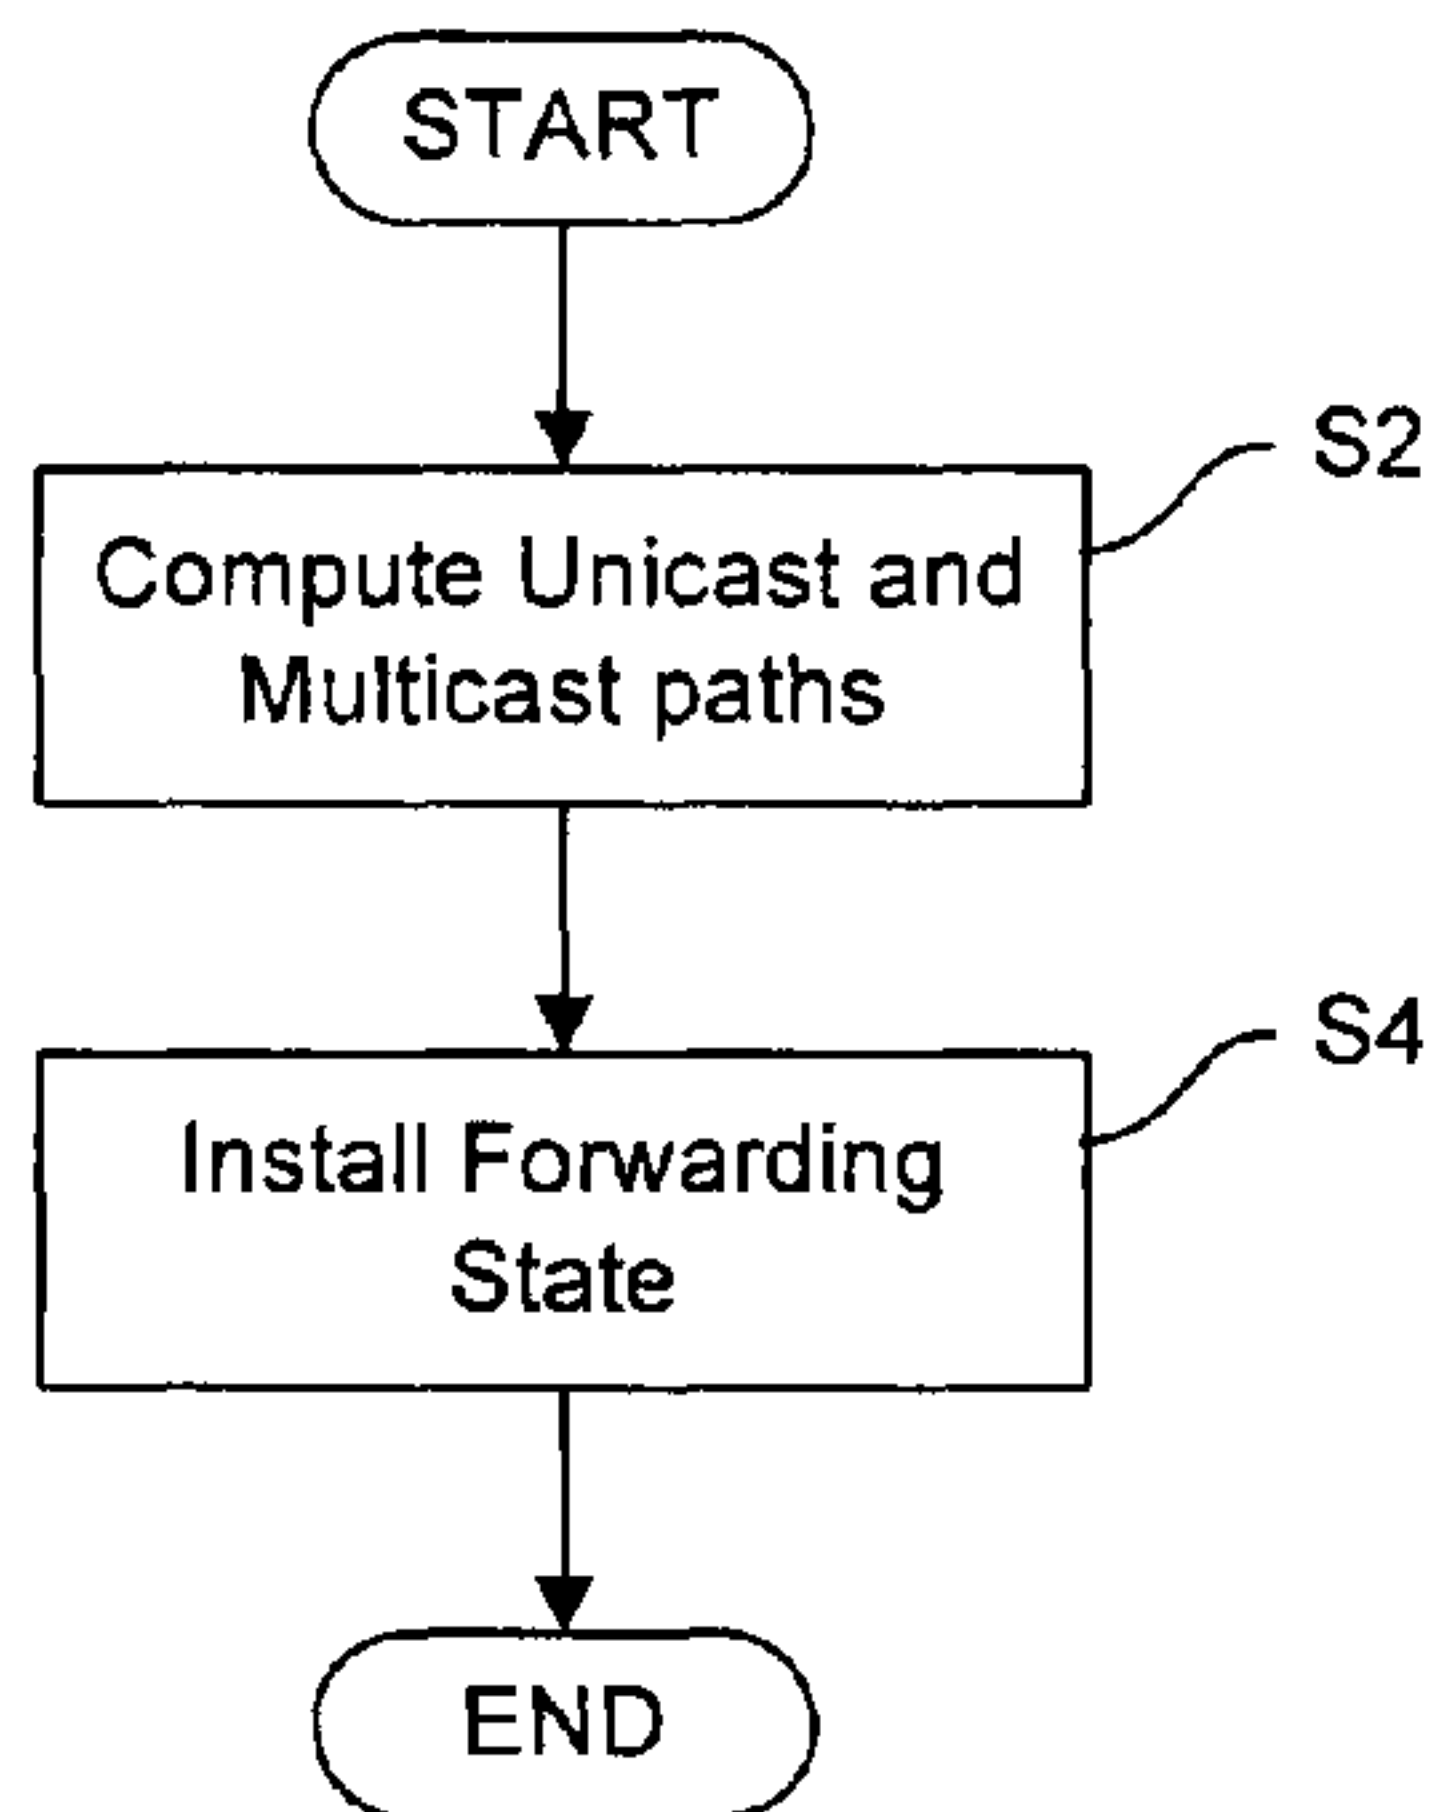 START
S2
Compute Unicast and
Multicast paths
S4
Install Forwarding
State
END